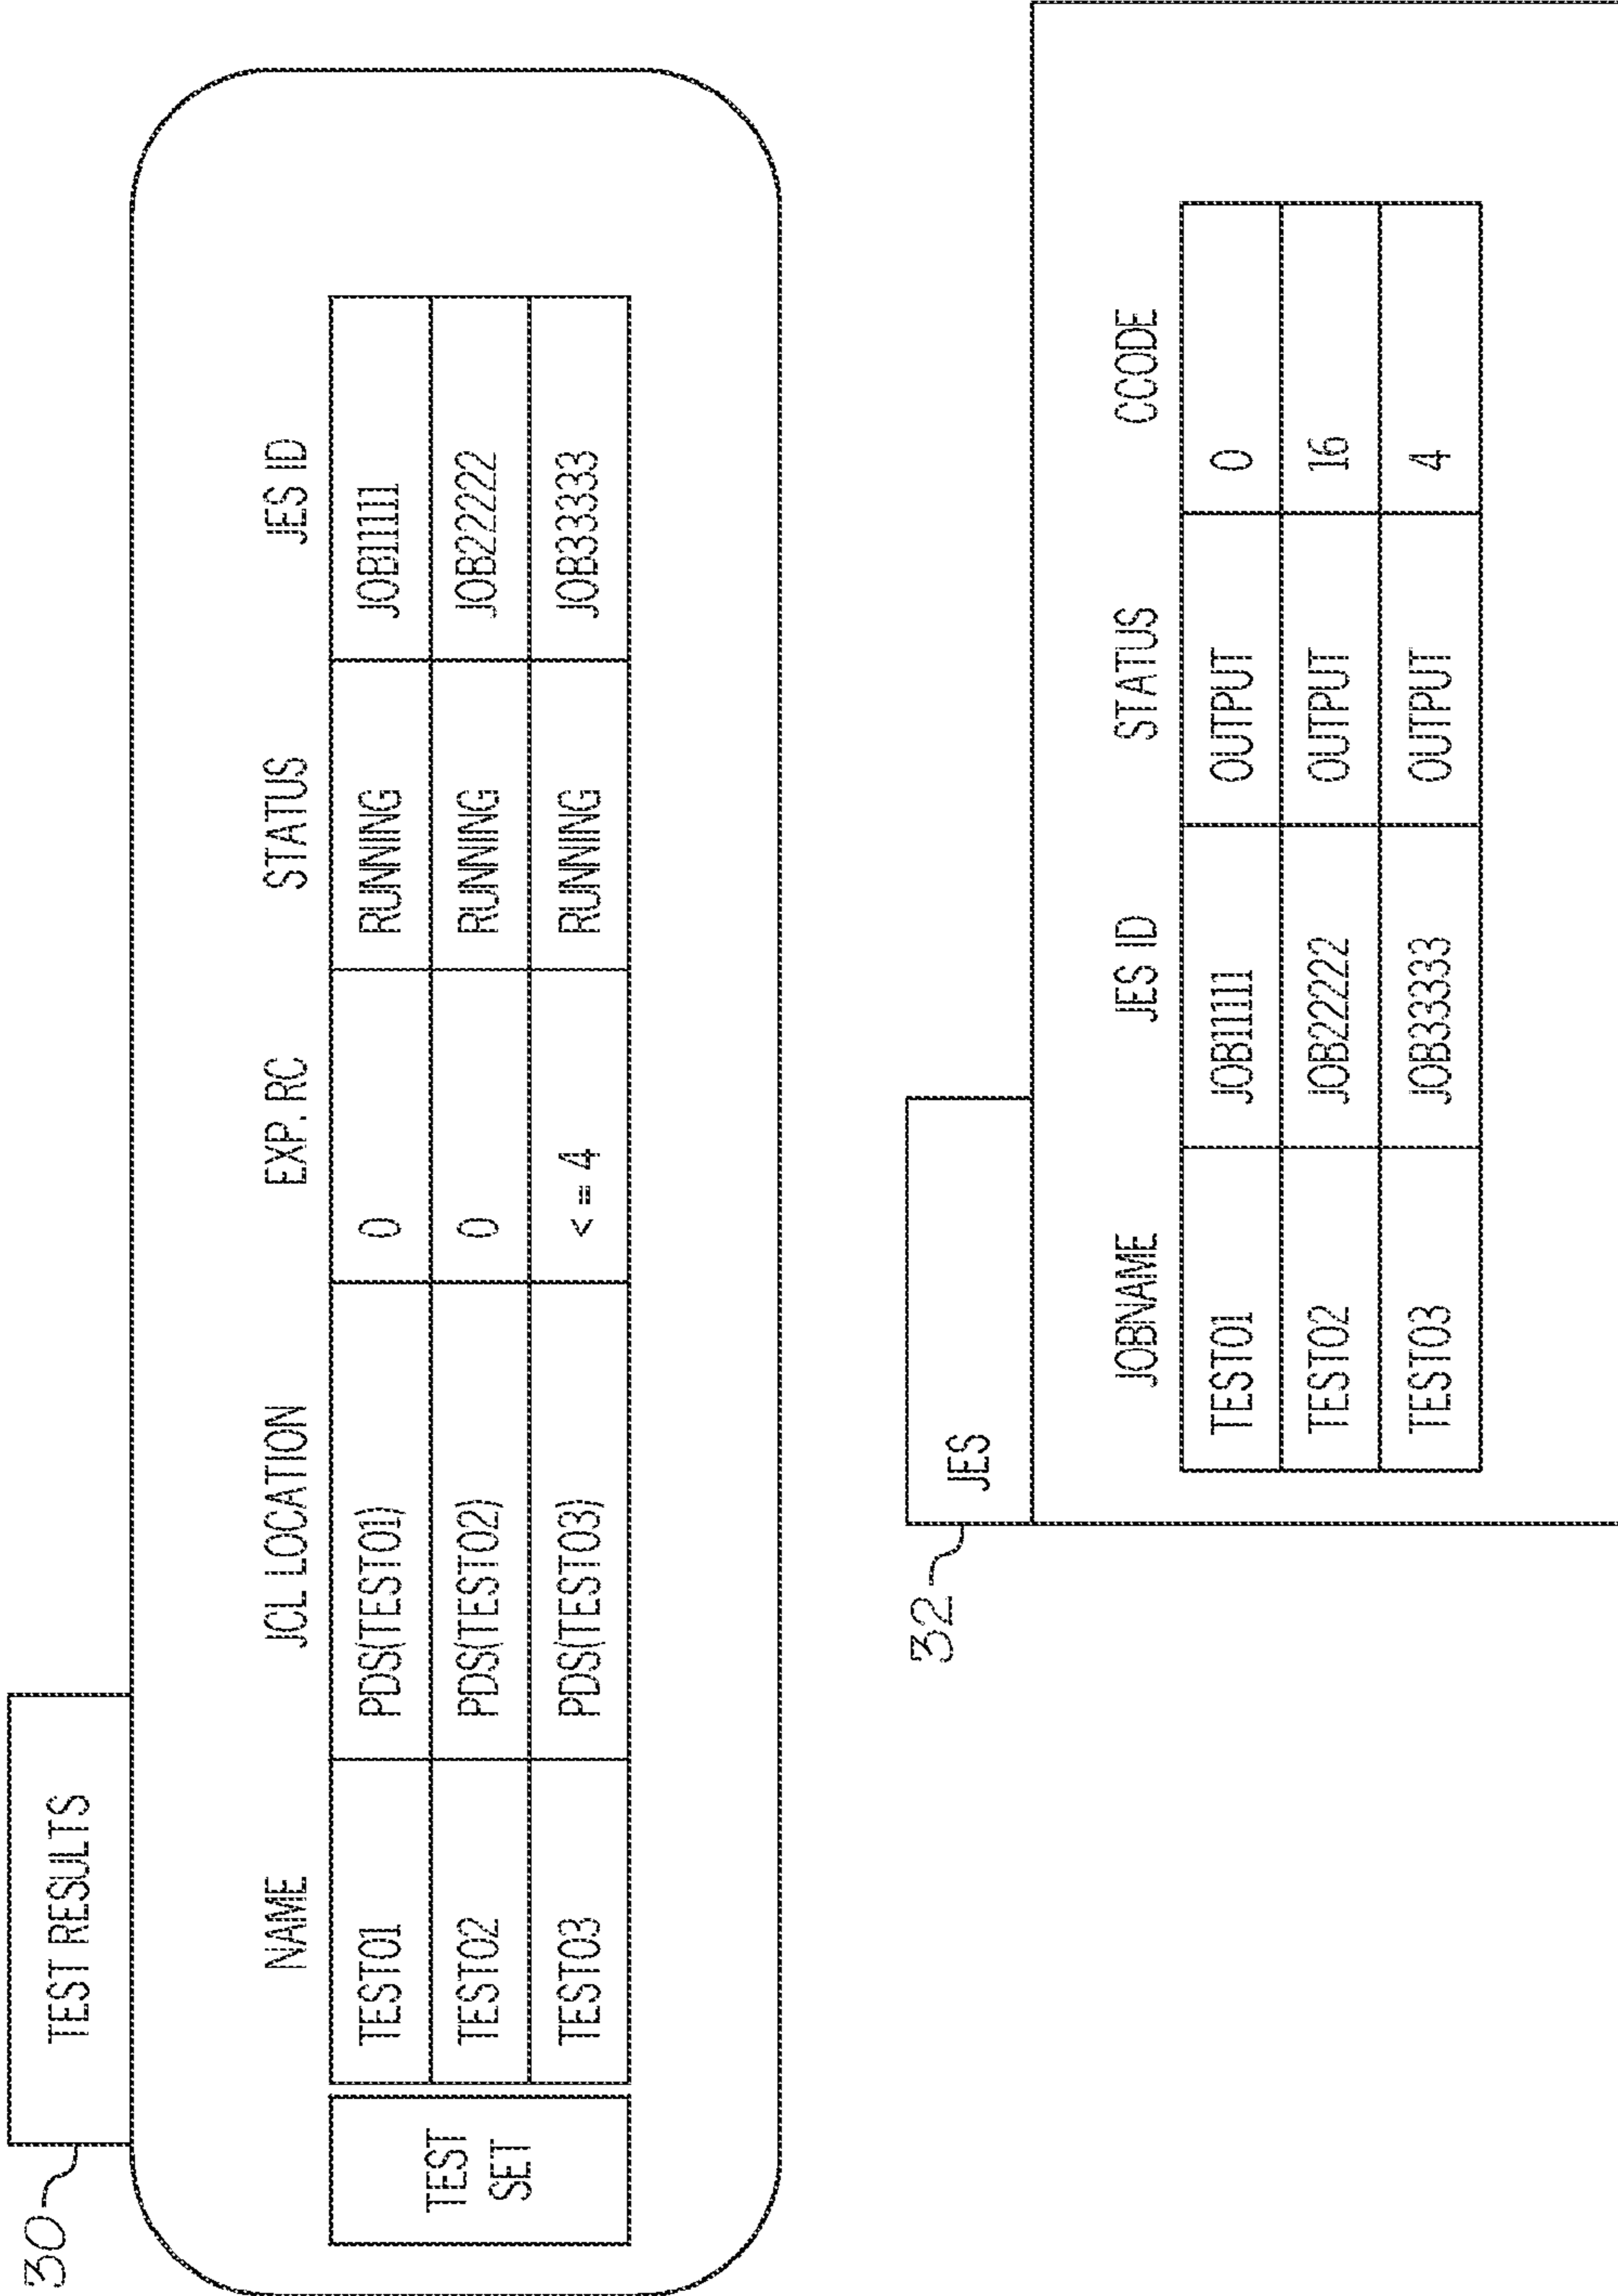 30
TEST RESULTS
NAME JCL LOCATION EXP. RC STATUS JES ID
TEST SET
TEST01 PDS(TEST01) 0 RUNNING JOB11111
TEST02 PDS(TEST02) 0 RUNNING JOB22222
TEST03 PDS(TEST03) <=4 RUNNING JOB33333
32
JES
JOBNAME JES ID STATUS CCODE
TEST01 JOB11111 OUTPUT 0
TEST02 JOB22222 OUTPUT 16
TEST03 JOB33333 OUTPUT 4